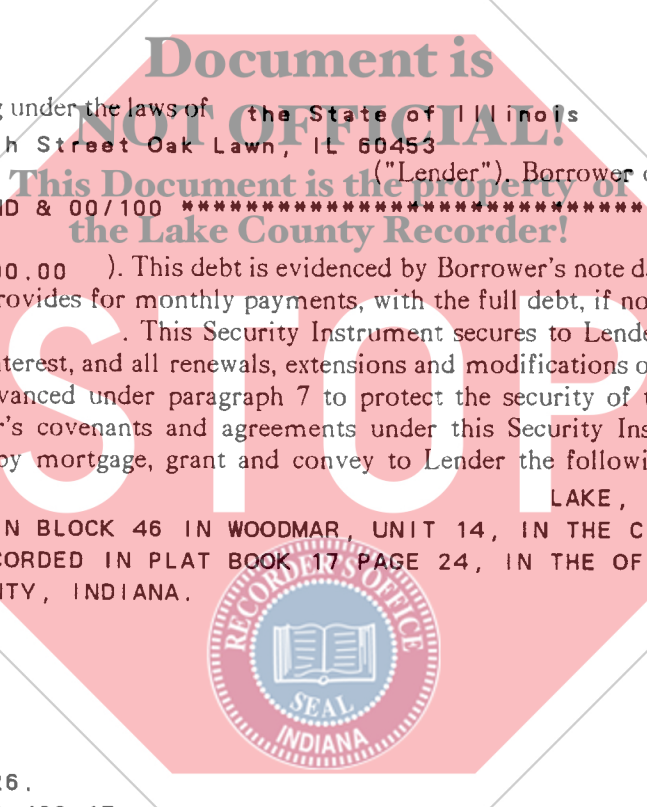 Document is
g under the laws of the State of Illinois
NOT OFFICIAL!
h Street Oak Lawn, IL 60453
("Lender"). Borrower
This Document is the property of
ND & 00/100 ******************************
the Lake County Recorder!
00.00 ). This debt is evidenced by Borrower's note d
rovides for monthly payments, with the full debt, if no
. This Security Instrument secures to Lende
terest, and all renewals, extensions and modifications o
vanced under paragraph 7 to protect the security of
r's covenants and agreements under this Security Ins
by mortgage, grant and convey to Lender the followi
STOP
LAKE,
IN BLOCK 46 IN WOODMAR, UNIT 14, IN THE C
CORDED IN PLAT BOOK 17 PAGE 24, IN THE OF
NTY, INDIANA.
RECORDER'S OFFICE
SEAL
INDIANA
26.